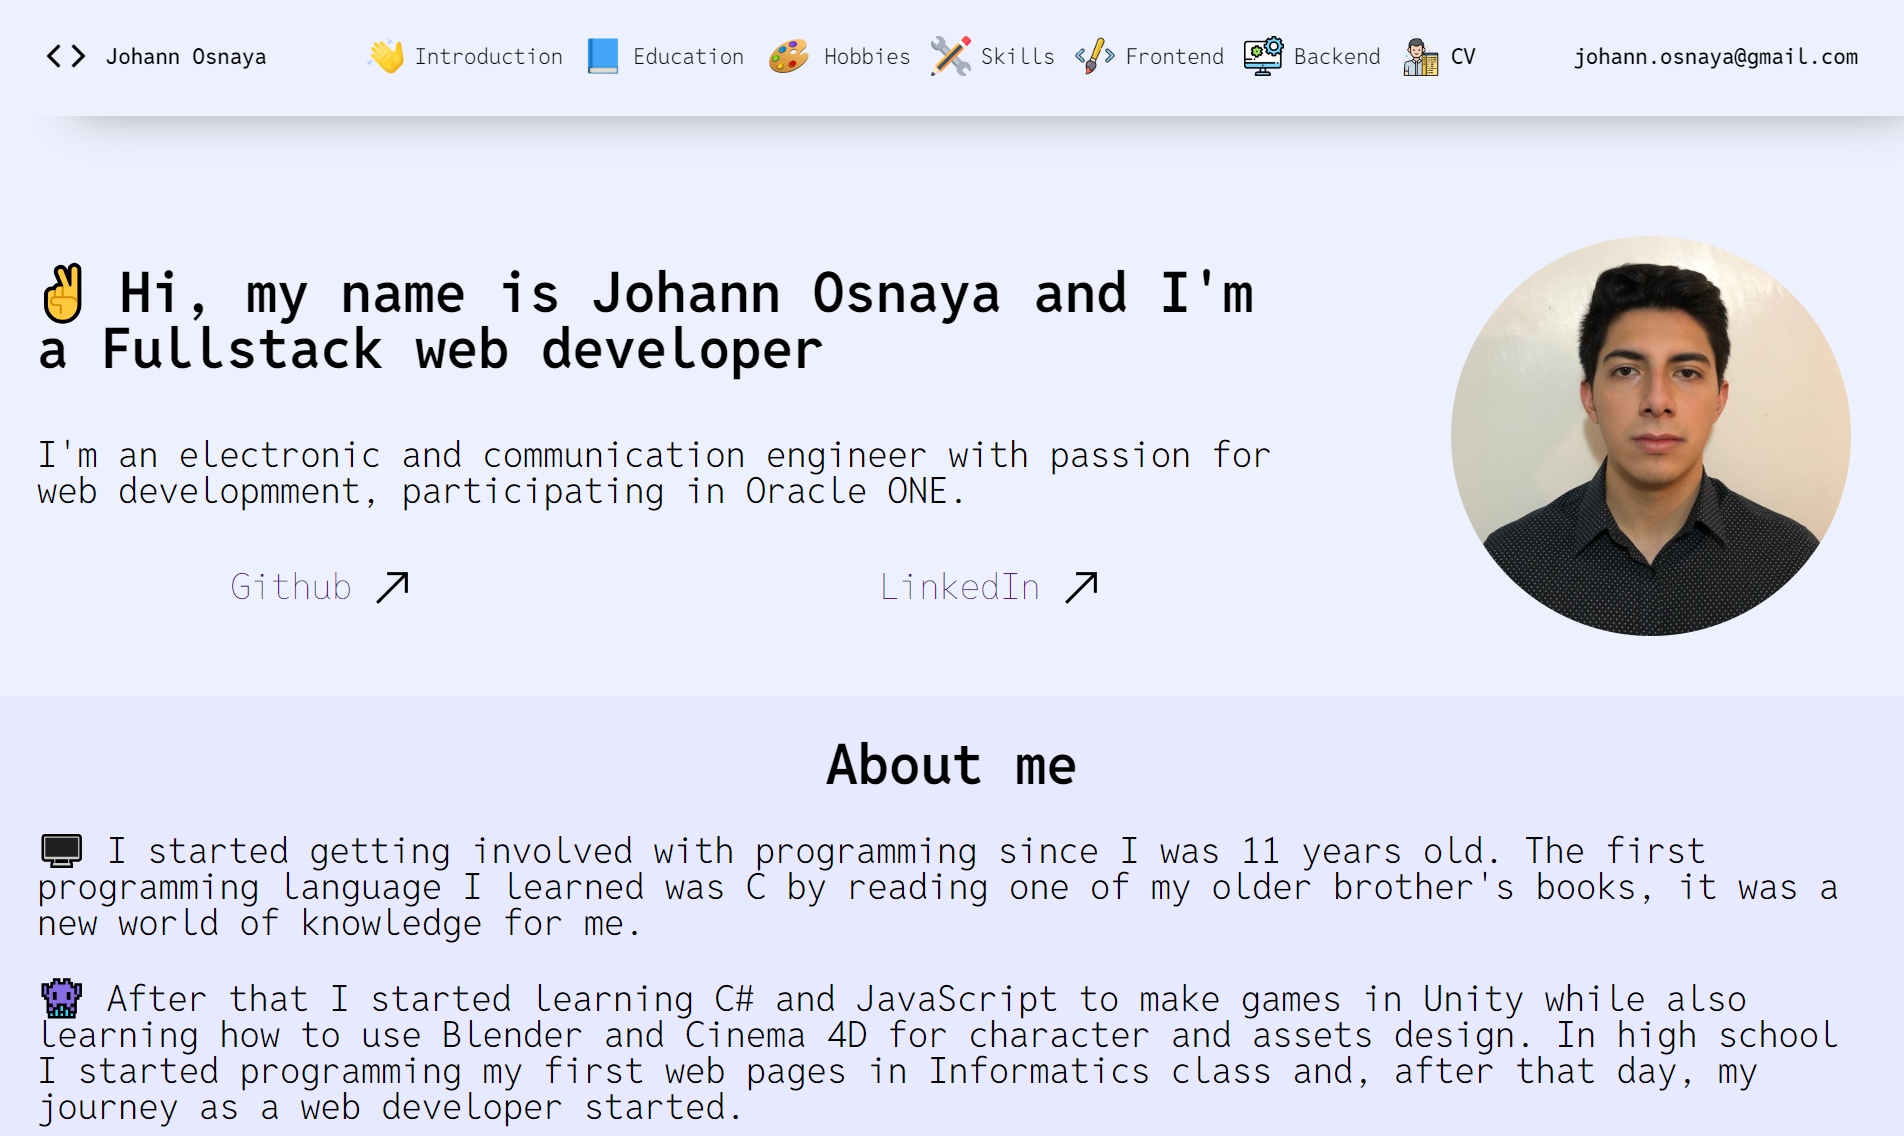 Johann Osnaya
Introduction
Education
Hobbies
Skills
Frontend
Backend
CV
johann.osnaya@gmail.com
Hi, my name is Johann Osnaya and I'm
a Fullstack web developer
I'm an electronic and communication engineer with passion for
web developmment, participating in Oracle ONE.
Github
LinkedIn
About me
I started getting involved with programming since I was 11 years old. The first
programming language I learned was C by reading one of my older brother's books, it was a
new world of knowledge for me.
After that I started learning C# and JavaScript to make games in Unity while also
learning how to use Blender and Cinema 4D for character and assets design. In high school
I started programming my first web pages in Informatics class and, after that day, my
journey as a web developer started.